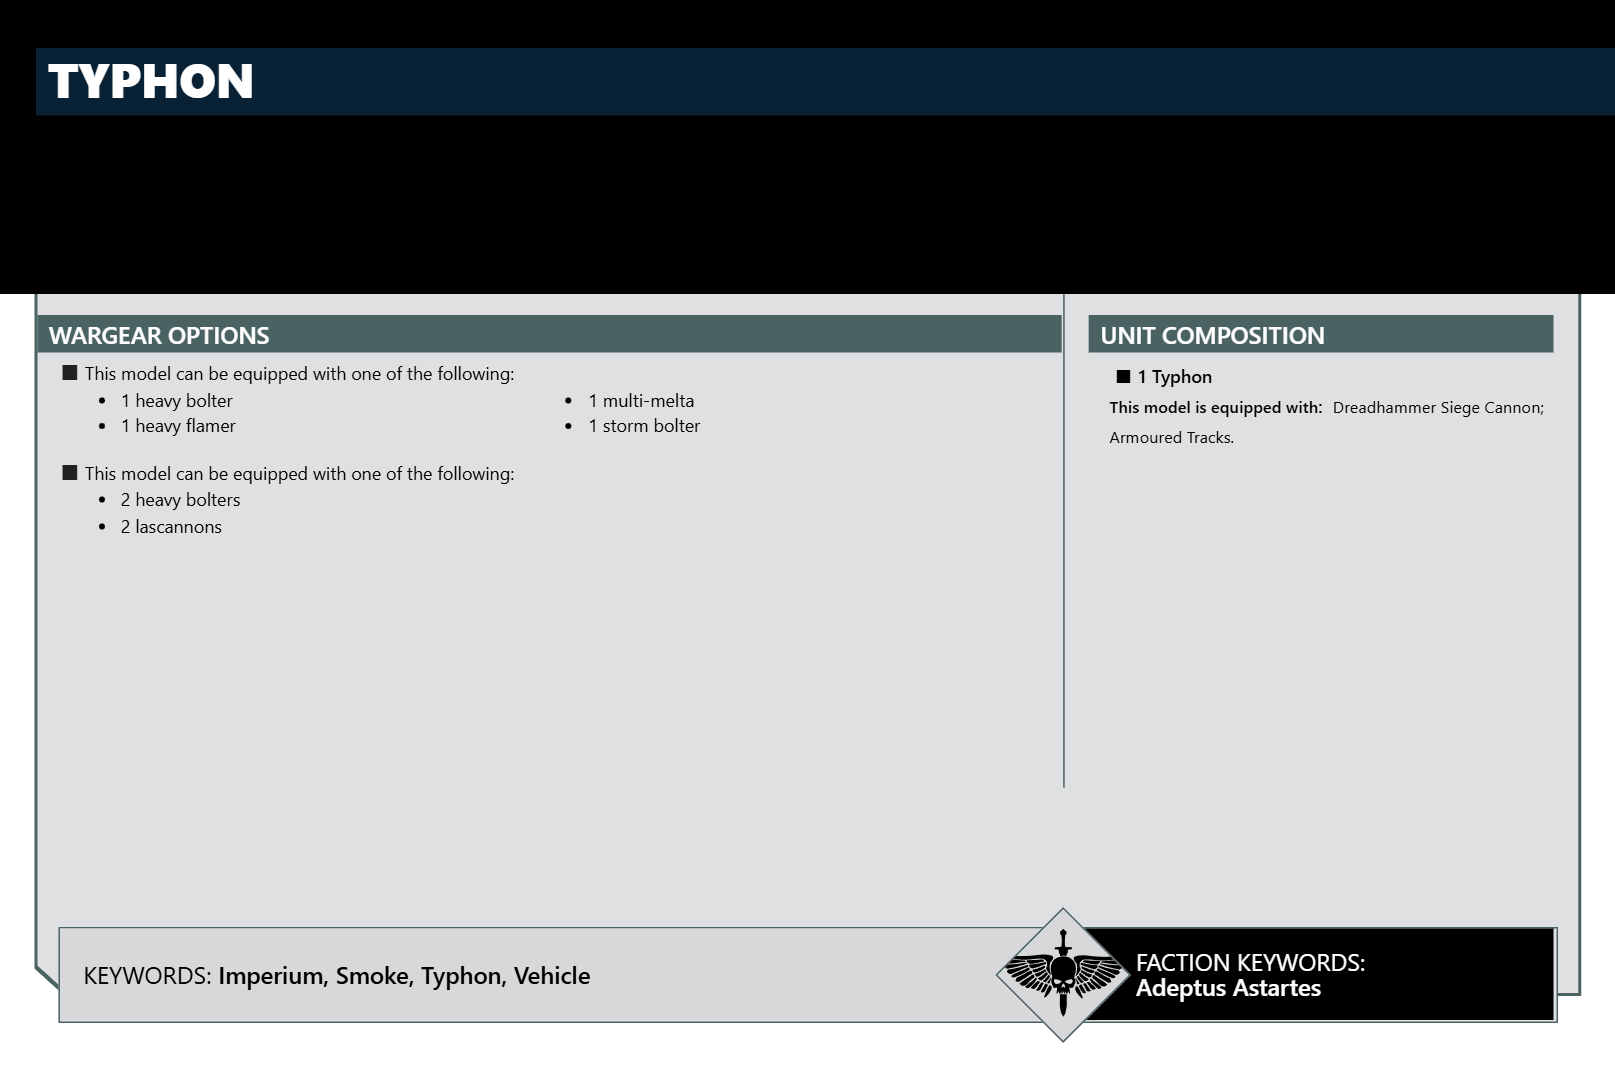 TYPHON
WARGEAR OPTIONS
■ This model can be equipped with one of the following:
• 1 heavy bolter
• 1 heavy flamer
• 1 multi-melta
• 1 storm bolter
■ This model can be equipped with one of the following:
• 2 heavy bolters
• 2 lascannons
UNIT COMPOSITION
■ 1 Typhon
This model is equipped with: Dreadhammer Siege Cannon;
Armoured Tracks.
KEYWORDS: Imperium, Smoke, Typhon, Vehicle
FACTION KEYWORDS:
Adeptus Astartes